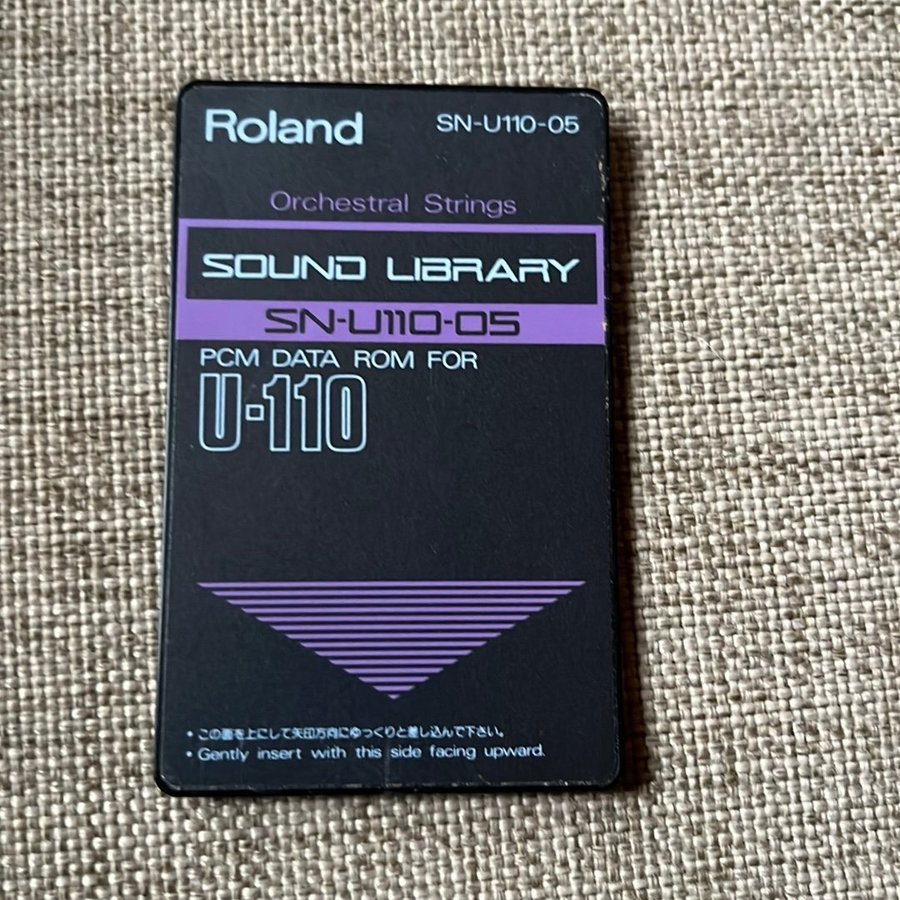 Roland SN-U110-05
Orchestral Strings
SOUND LIBRARY
SN-U110-05
PCM DATA ROM FOR
U-110
• この面を上にして矢印方向にゆっくりと差し込んで下さい。
• Gently insert with this side facing upward.